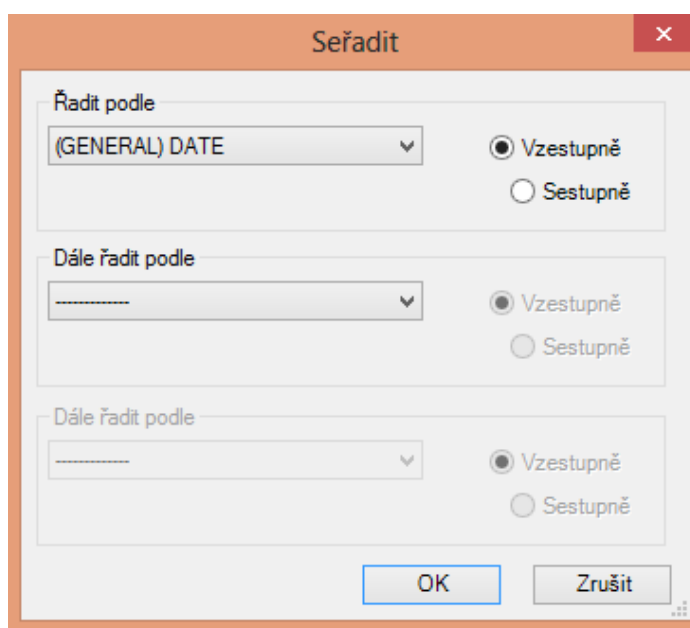 Seřadit
Řadit podle
(GENERAL) DATE
Vzestupně
Sestupně
Dále řadit podle
-------------
Vzestupně
Sestupně
Dále řadit podle
-------------
Vzestupně
Sestupně
OK
Zrušit